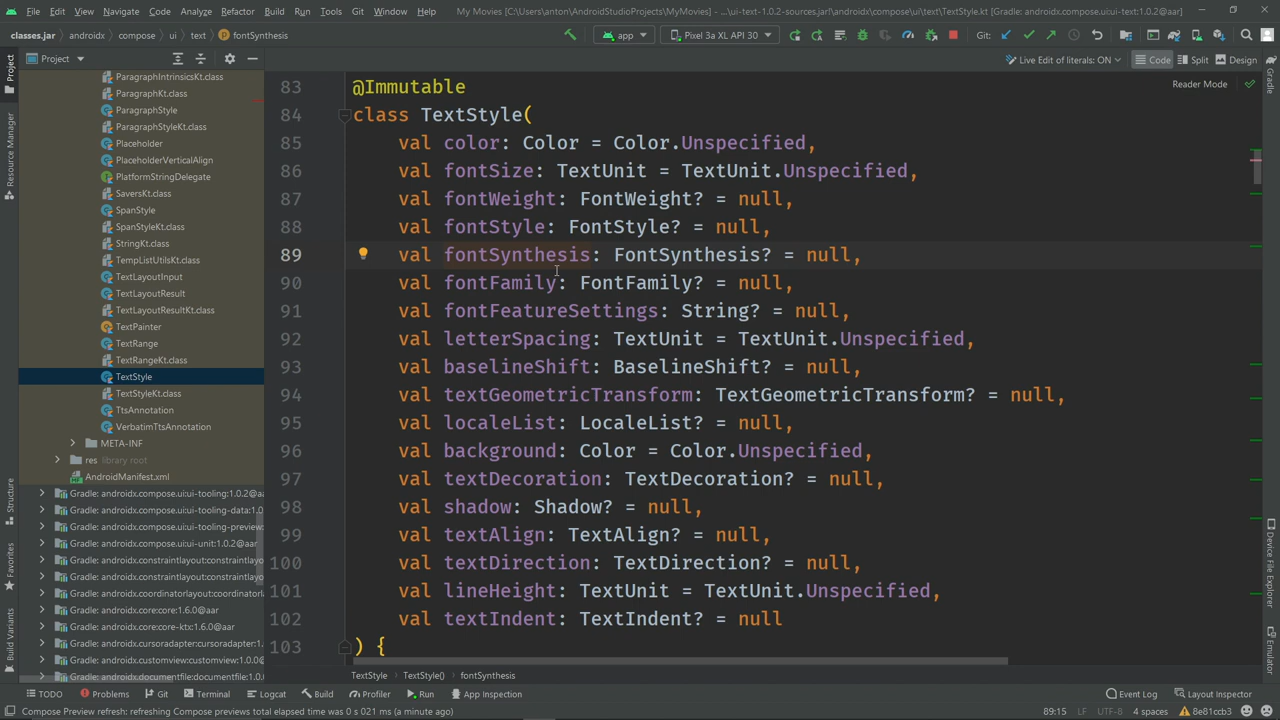 File Edit View Navigate Code Analyze Refactor Build Run Tools Git Window Help My Movies [C:\Users\anton\AndroidStudioProjects\MyMovies] - ...\ui-text-1.0.2-sources.jar!\androidx\compose\ui\text\TextStyle.kt [Gradle: androidx.compose.ui:ui-text:1.0.2@aar]
classes.jar androidx compose ui text fontSynthesis app Pixel 3a XL API 30 Git:
Project Live Edit of literals: ON Code Split Design
Reader Mode
Project
Resource Manager
Structure
Favorites
Build Variants
ParagraphIntrinsicsKt.class
ParagraphKt.class
ParagraphStyle
ParagraphStyleKt.class
Placeholder
PlaceholderVerticalAlign
PlatformStringDelegate
SaversKt.class
SpanStyle
SpanStyleKt.class
StringKt.class
TempListUtilsKt.class
TextLayoutInput
TextLayoutResult
TextLayoutResultKt.class
TextPainter
TextRange
TextRangeKt.class
TextStyle
TextStyleKt.class
TtsAnnotation
VerbatimTtsAnnotation
META-INF
res library root
AndroidManifest.xml
Gradle: androidx.compose.ui:ui-tooling:1.0.2@aa
Gradle: androidx.compose.ui:ui-tooling-data:1.0
Gradle: androidx.compose.ui:ui-tooling-preview:
Gradle: androidx.compose.ui:ui-unit:1.0.2@aar
Gradle: androidx.constraintlayout:constraintlayo
Gradle: androidx.constraintlayout:constraintlayo
Gradle: androidx.coordinatorlayout:coordinatorl
Gradle: androidx.core:core:1.6.0@aar
Gradle: androidx.core:core-ktx:1.6.0@aar
Gradle: androidx.cursoradapter:cursoradapter:1.
Gradle: androidx.customview:customview:1.0.0@
Gradle: androidx.documentfile:documentfile:1.0
83 @Immutable
84 class TextStyle(
85 val color: Color = Color.Unspecified,
86 val fontSize: TextUnit = TextUnit.Unspecified,
87 val fontWeight: FontWeight? = null,
88 val fontStyle: FontStyle? = null,
89 val fontSynthesis: FontSynthesis? = null,
90 val fontFamily: FontFamily? = null,
91 val fontFeatureSettings: String? = null,
92 val letterSpacing: TextUnit = TextUnit.Unspecified,
93 val baselineShift: BaselineShift? = null,
94 val textGeometricTransform: TextGeometricTransform? = null,
95 val localeList: LocaleList? = null,
96 val background: Color = Color.Unspecified,
97 val textDecoration: TextDecoration? = null,
98 val shadow: Shadow? = null,
99 val textAlign: TextAlign? = null,
100 val textDirection: TextDirection? = null,
101 val lineHeight: TextUnit = TextUnit.Unspecified,
102 val textIndent: TextIndent? = null
103 ) {
Gradle
Device File Explorer
Emulator
TextStyle TextStyle() fontSynthesis
TODO Problems Git Terminal Logcat Build Profiler Run App Inspection Event Log Layout Inspector
Compose Preview refresh: refreshing Compose previews total elapsed time was 0 s 021 ms (a minute ago) 89:15 LF UTF-8 4 spaces 8e81ccb3